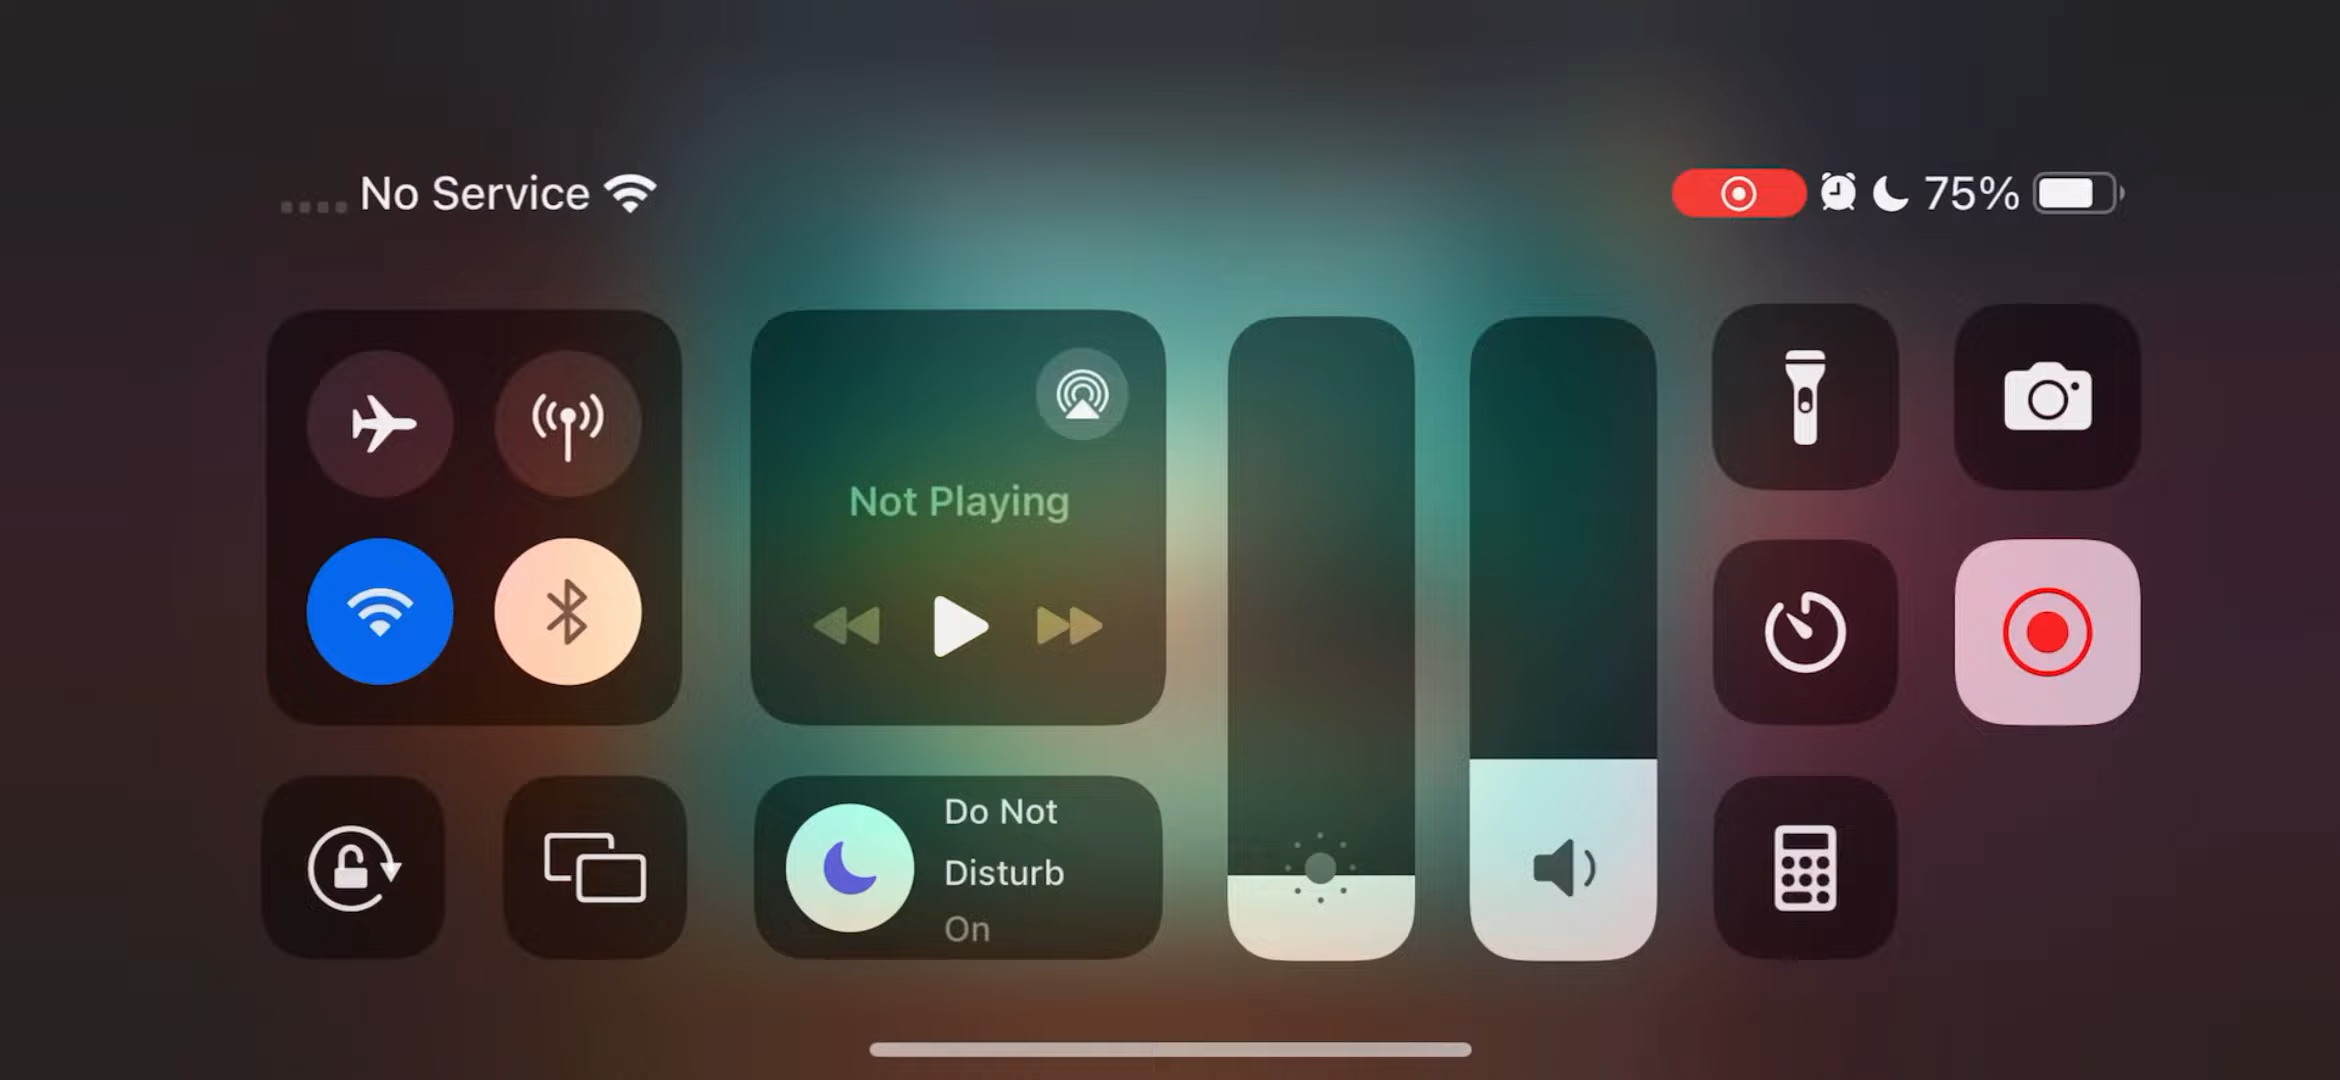 No Service
75%
Not Playing
Do Not
Disturb
On